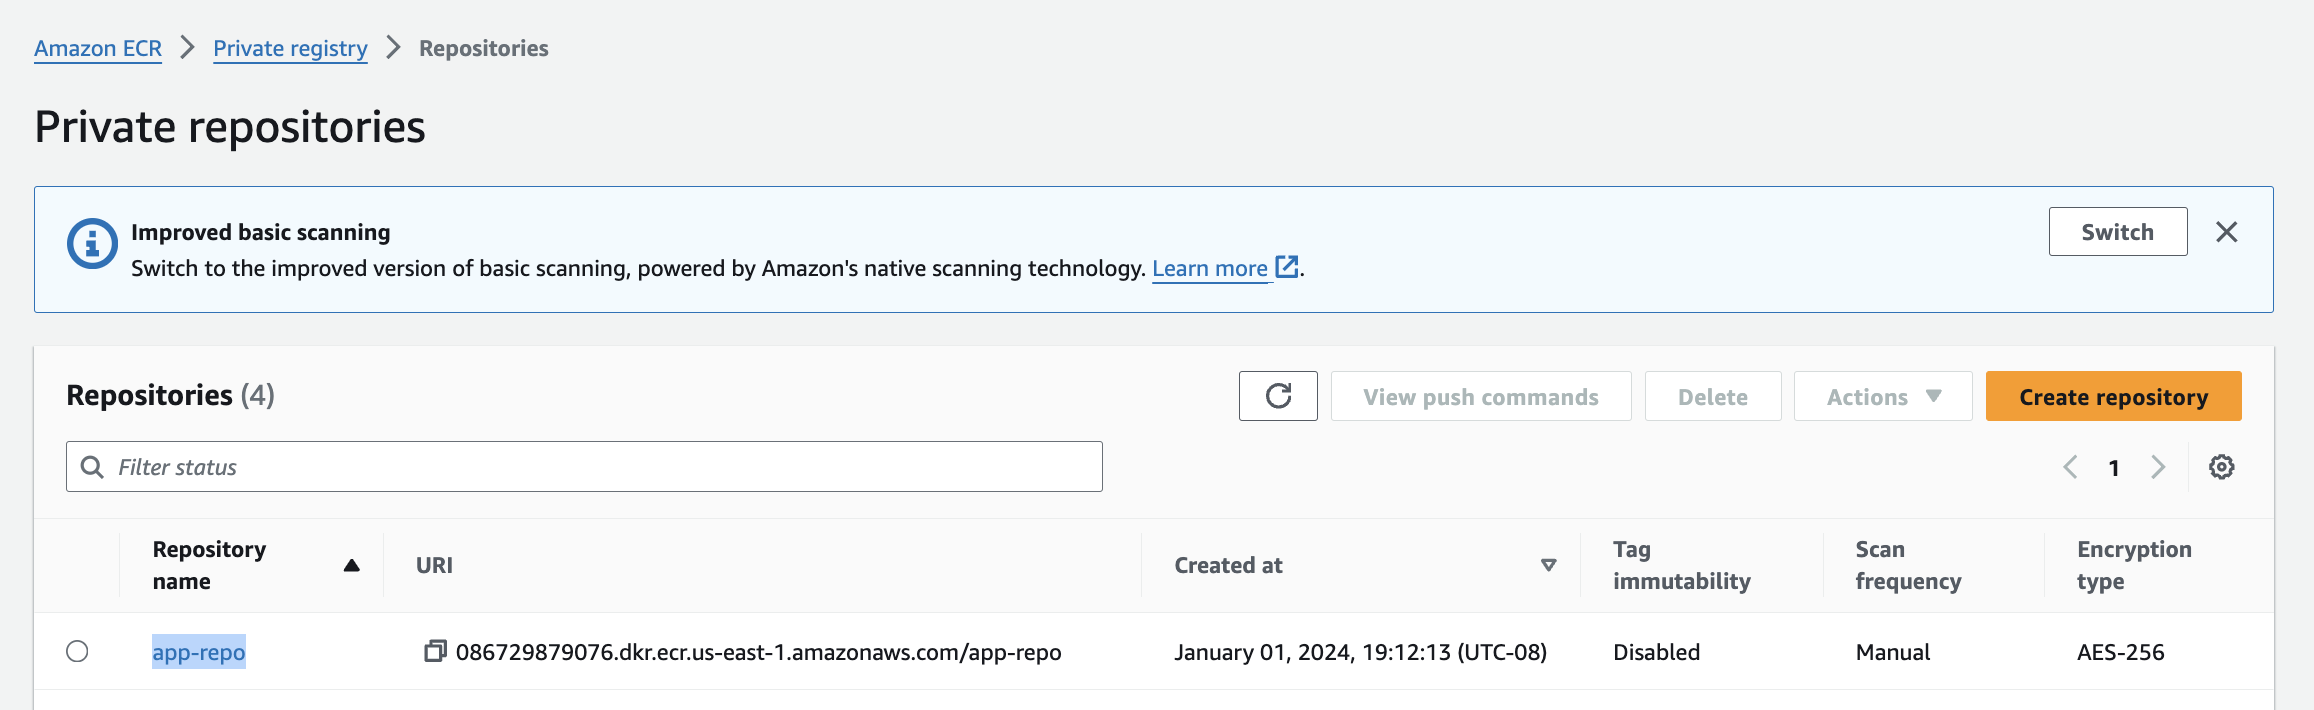 Amazon ECR > Private registry > Repositories
Private repositories
Improved basic scanning
Switch to the improved version of basic scanning, powered by Amazon's native scanning technology. Learn more.
Switch
Repositories (4)
View push commands
Delete
Actions
Create repository
Filter status
1
Repository name
URI
Created at
Tag immutability
Scan frequency
Encryption type
app-repo
086729879076.dkr.ecr.us-east-1.amazonaws.com/app-repo
January 01, 2024, 19:12:13 (UTC-08)
Disabled
Manual
AES-256